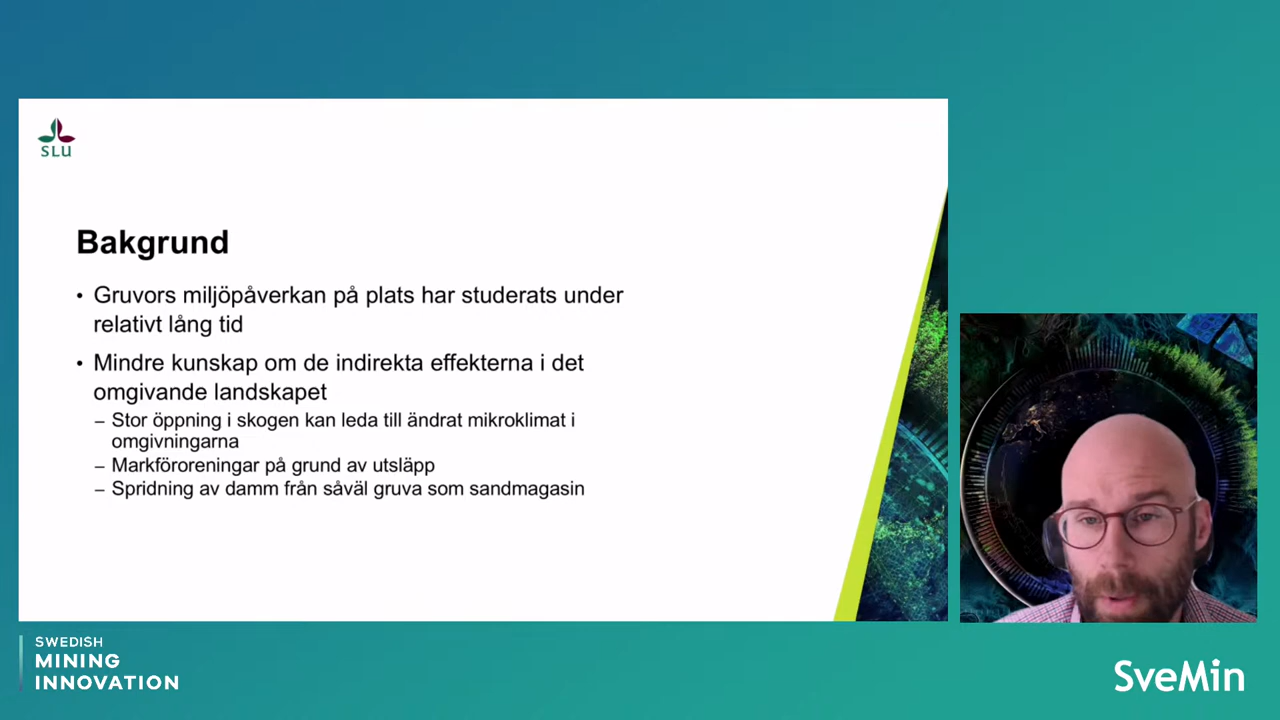 SLU
Bakgrund
• Gruvors miljöpåverkan på plats har studerats under
relativt lång tid
• Mindre kunskap om de indirekta effekterna i det
omgivande landskapet
– Stor öppning i skogen kan leda till ändrat mikroklimat i
omgivningarna
– Markföroreningar på grund av utsläpp
– Spridning av damm från såväl gruva som sandmagasin
SWEDISH
MINING
INNOVATION
SveMin